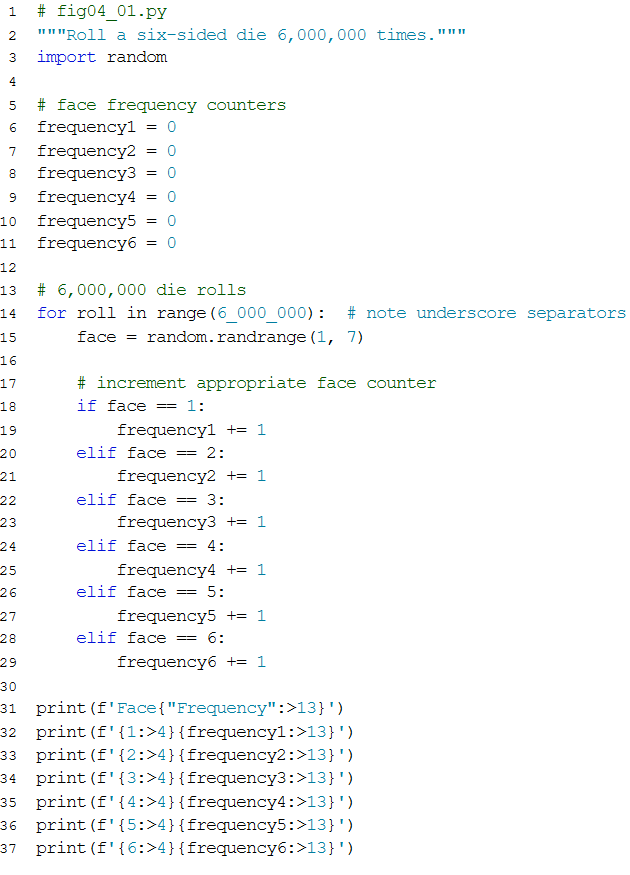 1 # fig04_01.py
2 """Roll a six-sided die 6,000,000 times."""
3 import random
4
5 # face frequency counters
6 frequency1 = 0
7 frequency2 = 0
8 frequency3 = 0
9 frequency4 = 0
10 frequency5 = 0
11 frequency6 = 0
12
13 # 6,000,000 die rolls
14 for roll in range(6_000_000):  # note underscore separators
15     face = random.randrange(1, 7)
16
17     # increment appropriate face counter
18     if face == 1:
19         frequency1 += 1
20     elif face == 2:
21         frequency2 += 1
22     elif face == 3:
23         frequency3 += 1
24     elif face == 4:
25         frequency4 += 1
26     elif face == 5:
27         frequency5 += 1
28     elif face == 6:
29         frequency6 += 1
30
31 print(f'Face{"Frequency":>13}')
32 print(f'{1:>4}{frequency1:>13}')
33 print(f'{2:>4}{frequency2:>13}')
34 print(f'{3:>4}{frequency3:>13}')
35 print(f'{4:>4}{frequency4:>13}')
36 print(f'{5:>4}{frequency5:>13}')
37 print(f'{6:>4}{frequency6:>13}')